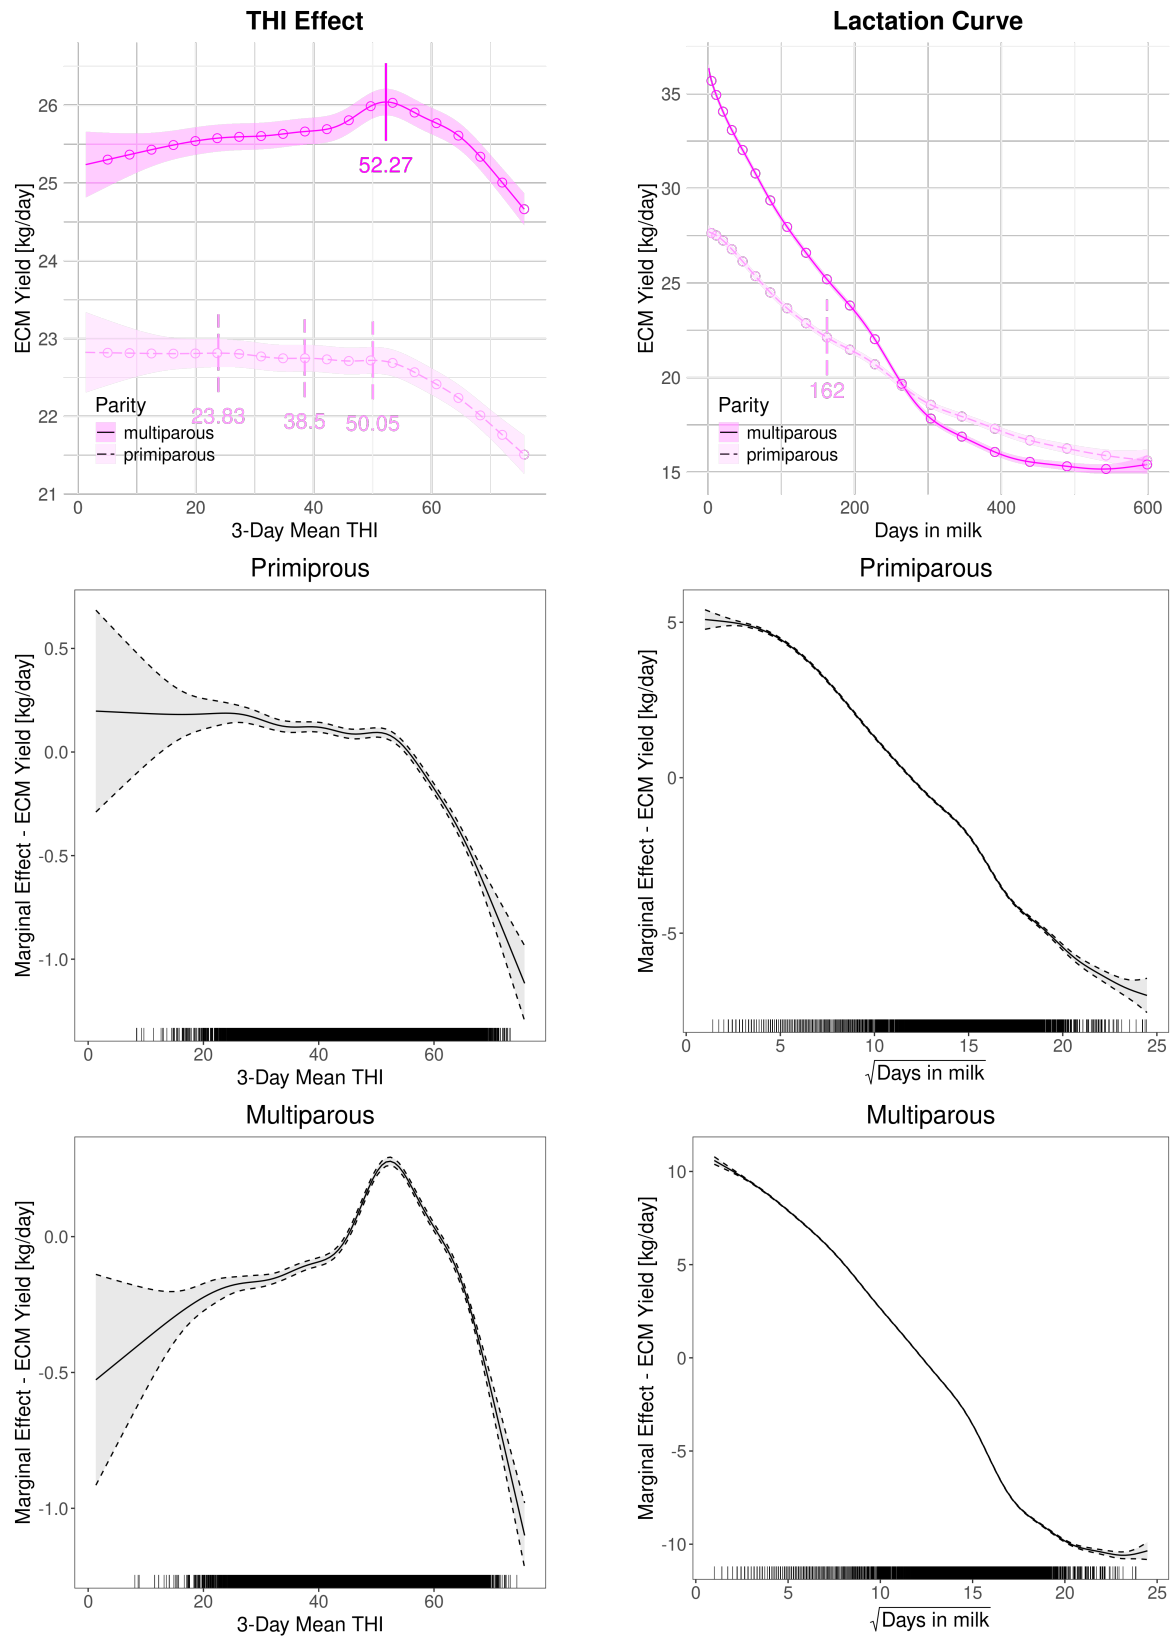 THI Effect
ECM Yield [kg/day]
26
25
24
23
22
21
52.27
23.83
38.5
50.05
Parity
multiparous
primiparous
0
20
40
60
3-Day Mean THI
Lactation Curve
ECM Yield [kg/day]
35
30
25
20
15
162
Parity
multiparous
primiparous
0
200
400
600
Days in milk
Primiprous
Marginal Effect - ECM Yield [kg/day]
0.5
0.0
-0.5
-1.0
0
20
40
60
3-Day Mean THI
Primiparous
Marginal Effect - ECM Yield [kg/day]
5
0
-5
0
5
10
15
20
25
√Days in milk
Multiparous
Marginal Effect - ECM Yield [kg/day]
0.0
-0.5
-1.0
0
20
40
60
3-Day Mean THI
Multiparous
Marginal Effect - ECM Yield [kg/day]
10
5
0
-5
-10
0
5
10
15
20
25
√Days in milk